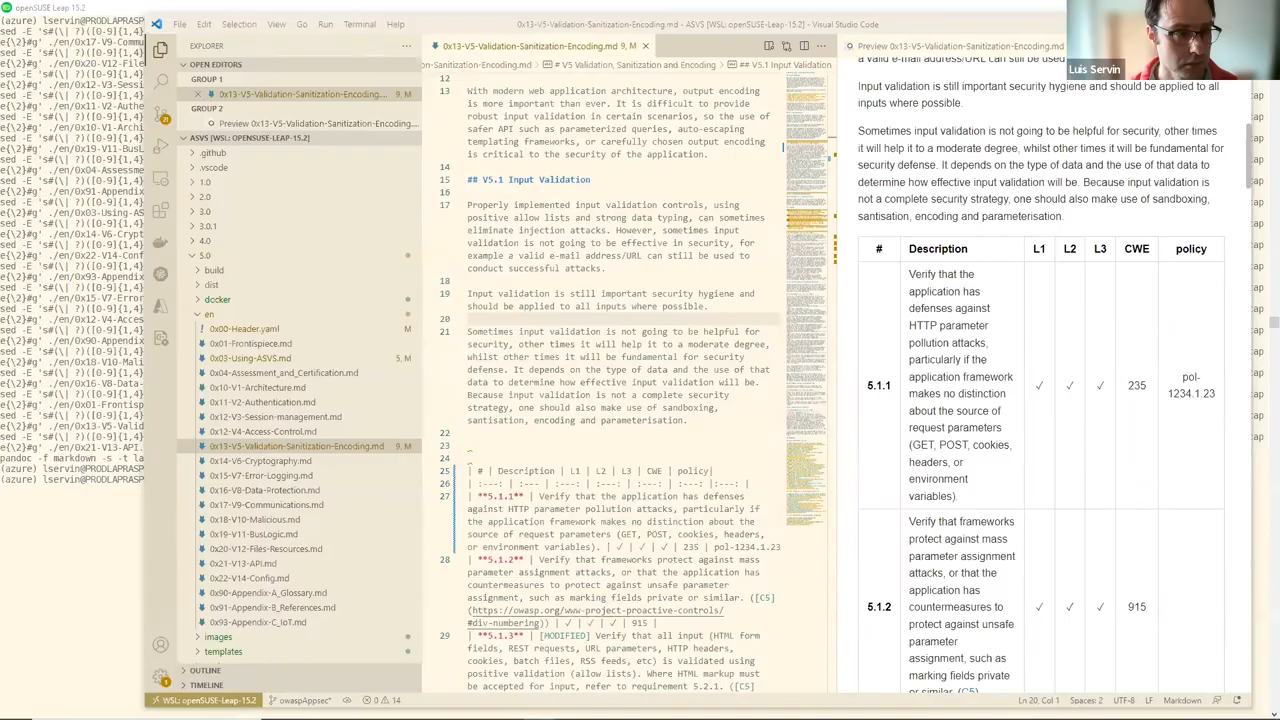 openSUSE Leap 15.2
File Edit Selection View Go Run Terminal Help
0x13-V5-Validation-Sanitization-Encoding.md - ASVS [WSL: openSUSE-Leap-15.2] - Visual Studio Code
Luis Servin
EXPLORER
OPEN EDITORS
GROUP 1
0x13-V5-Validation-Sanitization-Encoding.... 9, M
GROUP 2
Preview 0x13-V5-Validation-Sanitization-Encoding....
ASVS [WSL: OPENSUSE-LEAP-15.2]
.github
.vscode
1.0
2.0
3.0
3.0.1
4.0
build
dist
docker
en
0x00-Header.yaml M
0x01-Frontispiece.md
0x03-Using-ASVS.md 5, M
0x04-Assessment_and_Certification.md
0x10-V1-Architecture.md
0x11-V2-Authentication.md
0x12-V3-Session-management.md
0x12-V4-Access-Control.md
0x13-V5-Validation-Sanitization-Encoding.md 9, M
0x14-V6-Cryptography.md
0x15-V7-Error-Logging.md
0x16-V8-Data-Protection.md
0x17-V9-Communications.md
0x18-V10-Malicious.md
0x19-V11-BusLogic.md
0x20-V12-Files-Resources.md
0x21-V13-API.md
0x22-V14-Config.md
0x90-Appendix-A_Glossary.md
0x91-Appendix-B_References.md
0x93-Appendix-C_IoT.md
images
templates
OUTLINE
TIMELINE
0x13-V5-Validation-Sanitization-Encoding.md 9, M
# V5 Validation, Sanitization and Encoding > ## V5.1 Input Validation
12
13 With modern web application architecture, output encoding
is more important than ever. It is difficult to provide
robust input validation in certain scenarios, so the use of
safer API such as parameterized queries, auto-escaping
templating frameworks, or carefully chosen output encoding
is critical to the security of the application.
14
15 ## V5.1 Input Validation
16
17 Properly implemented input validation controls, using
positive allow lists and strong data typing, can sometimes
eliminate injection attacks. However, sometimes input
validation is not going to be effective in security for
example a valid e-mail address/URL can still be used to
conduct successful attacks.
18
19 Input validation is still important security hygiene and
should be applied to all inputs where possible.
20
21 Sometimes input validation is not going to be helpful for
security, other times it will help it to a moderate degree,
whilst other times it will be fundamental for security
defense. It depends on the type of data and the use of that
data to determine how effective input validation will be.
Because input validation is not a complete security
strategy, one should also make use of sandboxing,
sanitisation, encoding and parameterisation.
22
23
24
25 | # | Description | L1 | L2 | L3 | CWE | policy|
26
27 | **5.1.1** | Verify that the application has defenses
against HTTP parameter pollution attacks, particularly if
the application framework makes no distinction about the
source of request parameters (GET, POST, cookies, headers,
or environment variables). | ✓ | ✓ | ✓ | 235 | pol-1234.1.23
28 | **5.1.2** | Verify that frameworks protect against mass
parameter assignment attacks, or that the application has
countermeasures to protect against unsafe parameter
assignment, such as marking fields private or similar. ([C5]
(https://owasp.org/www-project-proactive-controls/
#div-numbering)) | ✓ | ✓ | ✓ | 915 |
29 | **5.1.3** | [MODIFIED] Verify that all input (HTML form
fields, REST requests, URL parameters, HTTP headers,
cookies, batch files, RSS feeds, etc) is validated using
positive validation (allow lists). Where HTML markup must
be accepted for input, refer to requirement 5.2.1. ([C5]
Preview 0x13-V5-Validation-Sanitization-Encoding.md
a valid e-mail address/URL can still be used
Input validation is still important security hygiene and should be applied to all
inputs where possible.
Sometimes input validation is not going to be helpful for security, other times
it will help it to a moderate degree, whilst other times it will be fundamental for
security defense. It depends on the type of data and the use of that data to
determine how effective input validation will be. Because input validation is
not a complete security strategy, one should also make use of sandboxing,
sanitisation, encoding and parameterisation.
# Description L1 L2 L3 CWE policy
5.1.1 Verify that the application has defenses against HTTP parameter pollution attacks, particularly if the application framework makes no distinction about the source of request parameters (GET, POST, cookies, headers, or environment variables). ✓ ✓ ✓ 235 pol-1234.1.23
5.1.2 Verify that frameworks protect against mass parameter assignment attacks, or that the application has countermeasures to protect against unsafe parameter assignment, such as marking fields private or similar. (C5) ✓ ✓ ✓ 915
WSL: openSUSE-Leap-15.2 owaspAppsec* 0 14
Ln 20, Col 1 Spaces: 2 UTF-8 LF Markdown